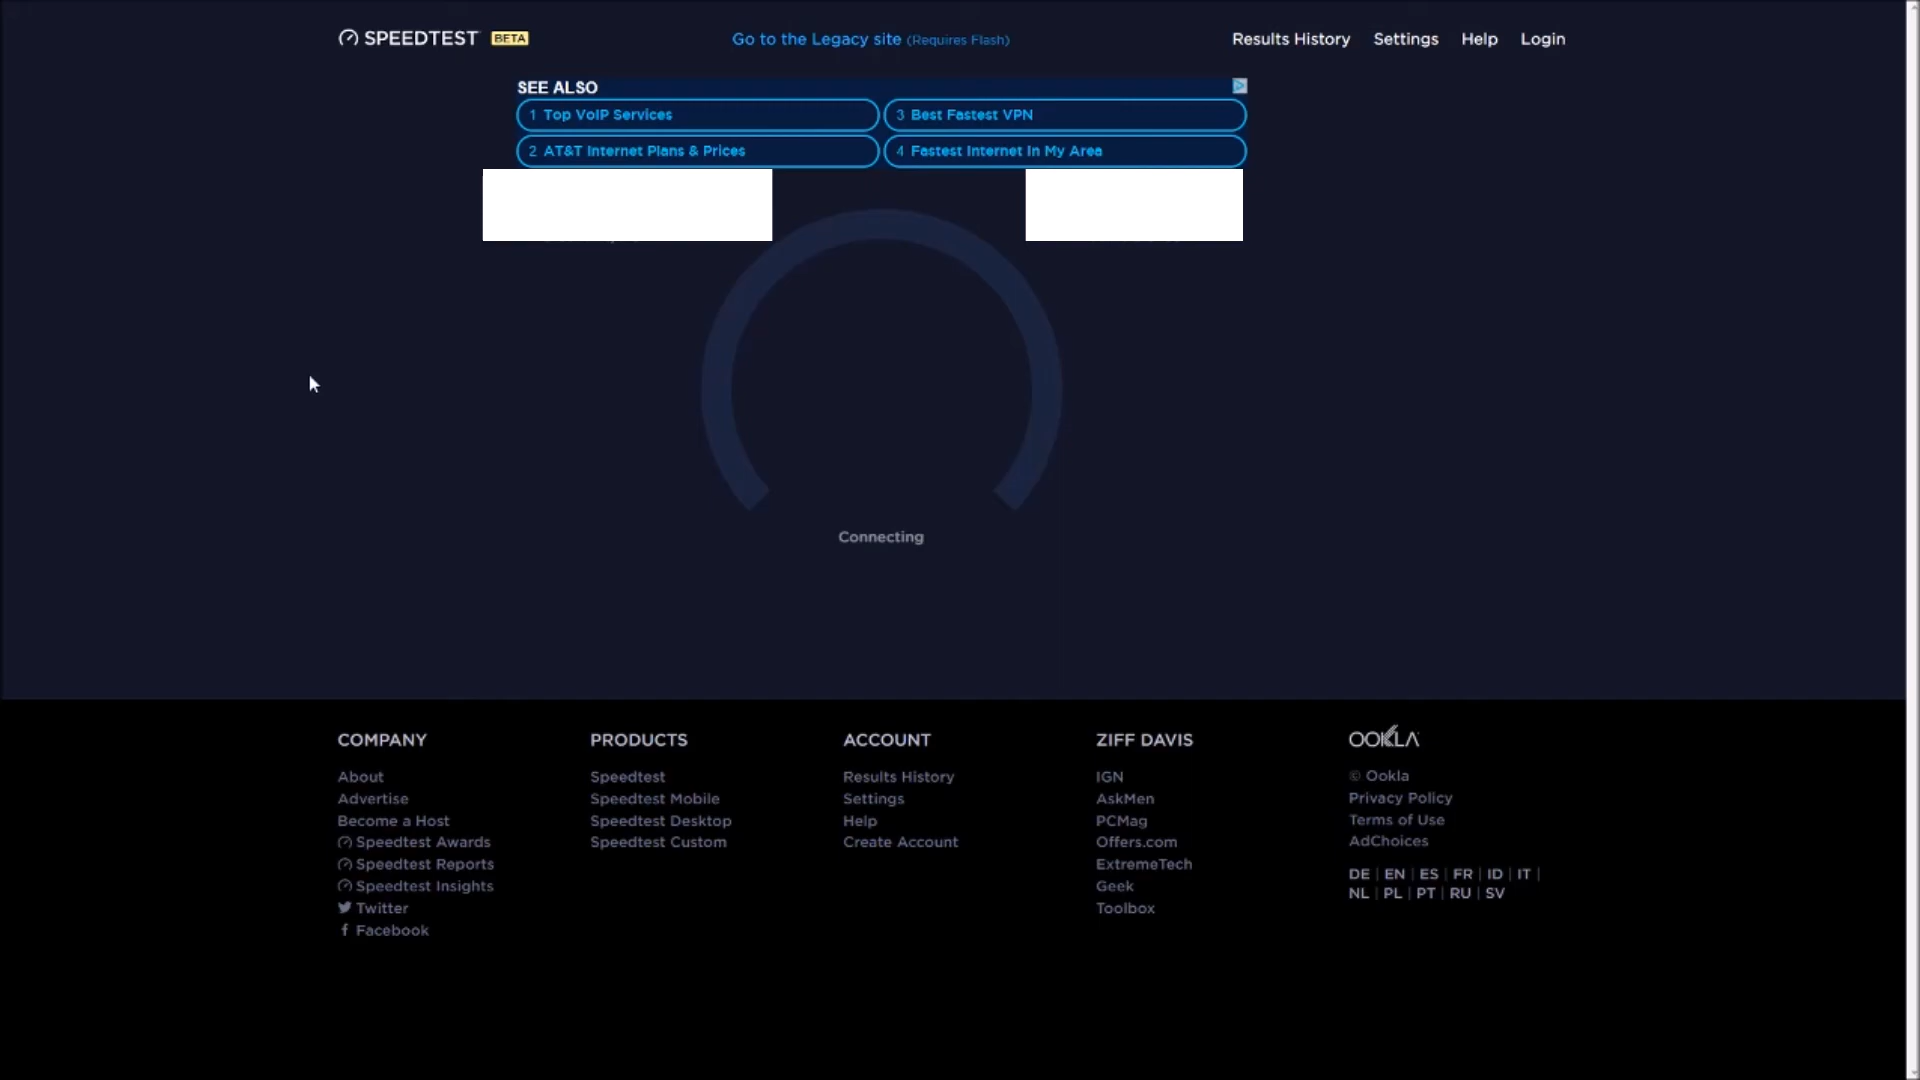 SPEEDTEST BETA
Go to the Legacy site (Requires Flash)
Results History Settings Help Login
SEE ALSO
1 Top VoIP Services
3 Best Fastest VPN
2 AT&T Internet Plans & Prices
4 Fastest Internet In My Area
Connecting
COMPANY
About
Advertise
Become a Host
Speedtest Awards
Speedtest Reports
Speedtest Insights
Twitter
Facebook
PRODUCTS
Speedtest
Speedtest Mobile
Speedtest Desktop
Speedtest Custom
ACCOUNT
Results History
Settings
Help
Create Account
ZIFF DAVIS
IGN
AskMen
PCMag
Offers.com
ExtremeTech
Geek
Toolbox
OOKLA
© Ookla
Privacy Policy
Terms of Use
AdChoices
DE | EN | ES | FR | ID | IT |
NL | PL | PT | RU | SV